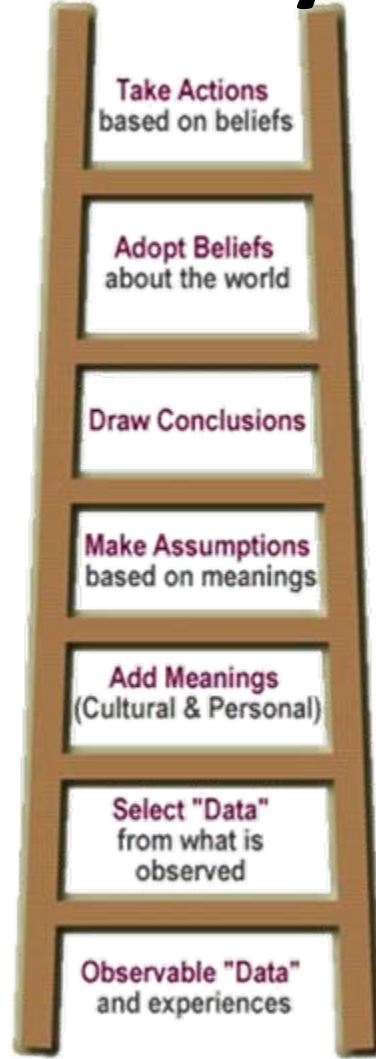 Take Actions
based on beliefs
Adopt Beliefs
about the world
Draw Conclusions
Make Assumptions
based on meanings
Add Meanings
(Cultural & Personal)
Select "Data"
from what is
observed
Observable "Data"
and experiences